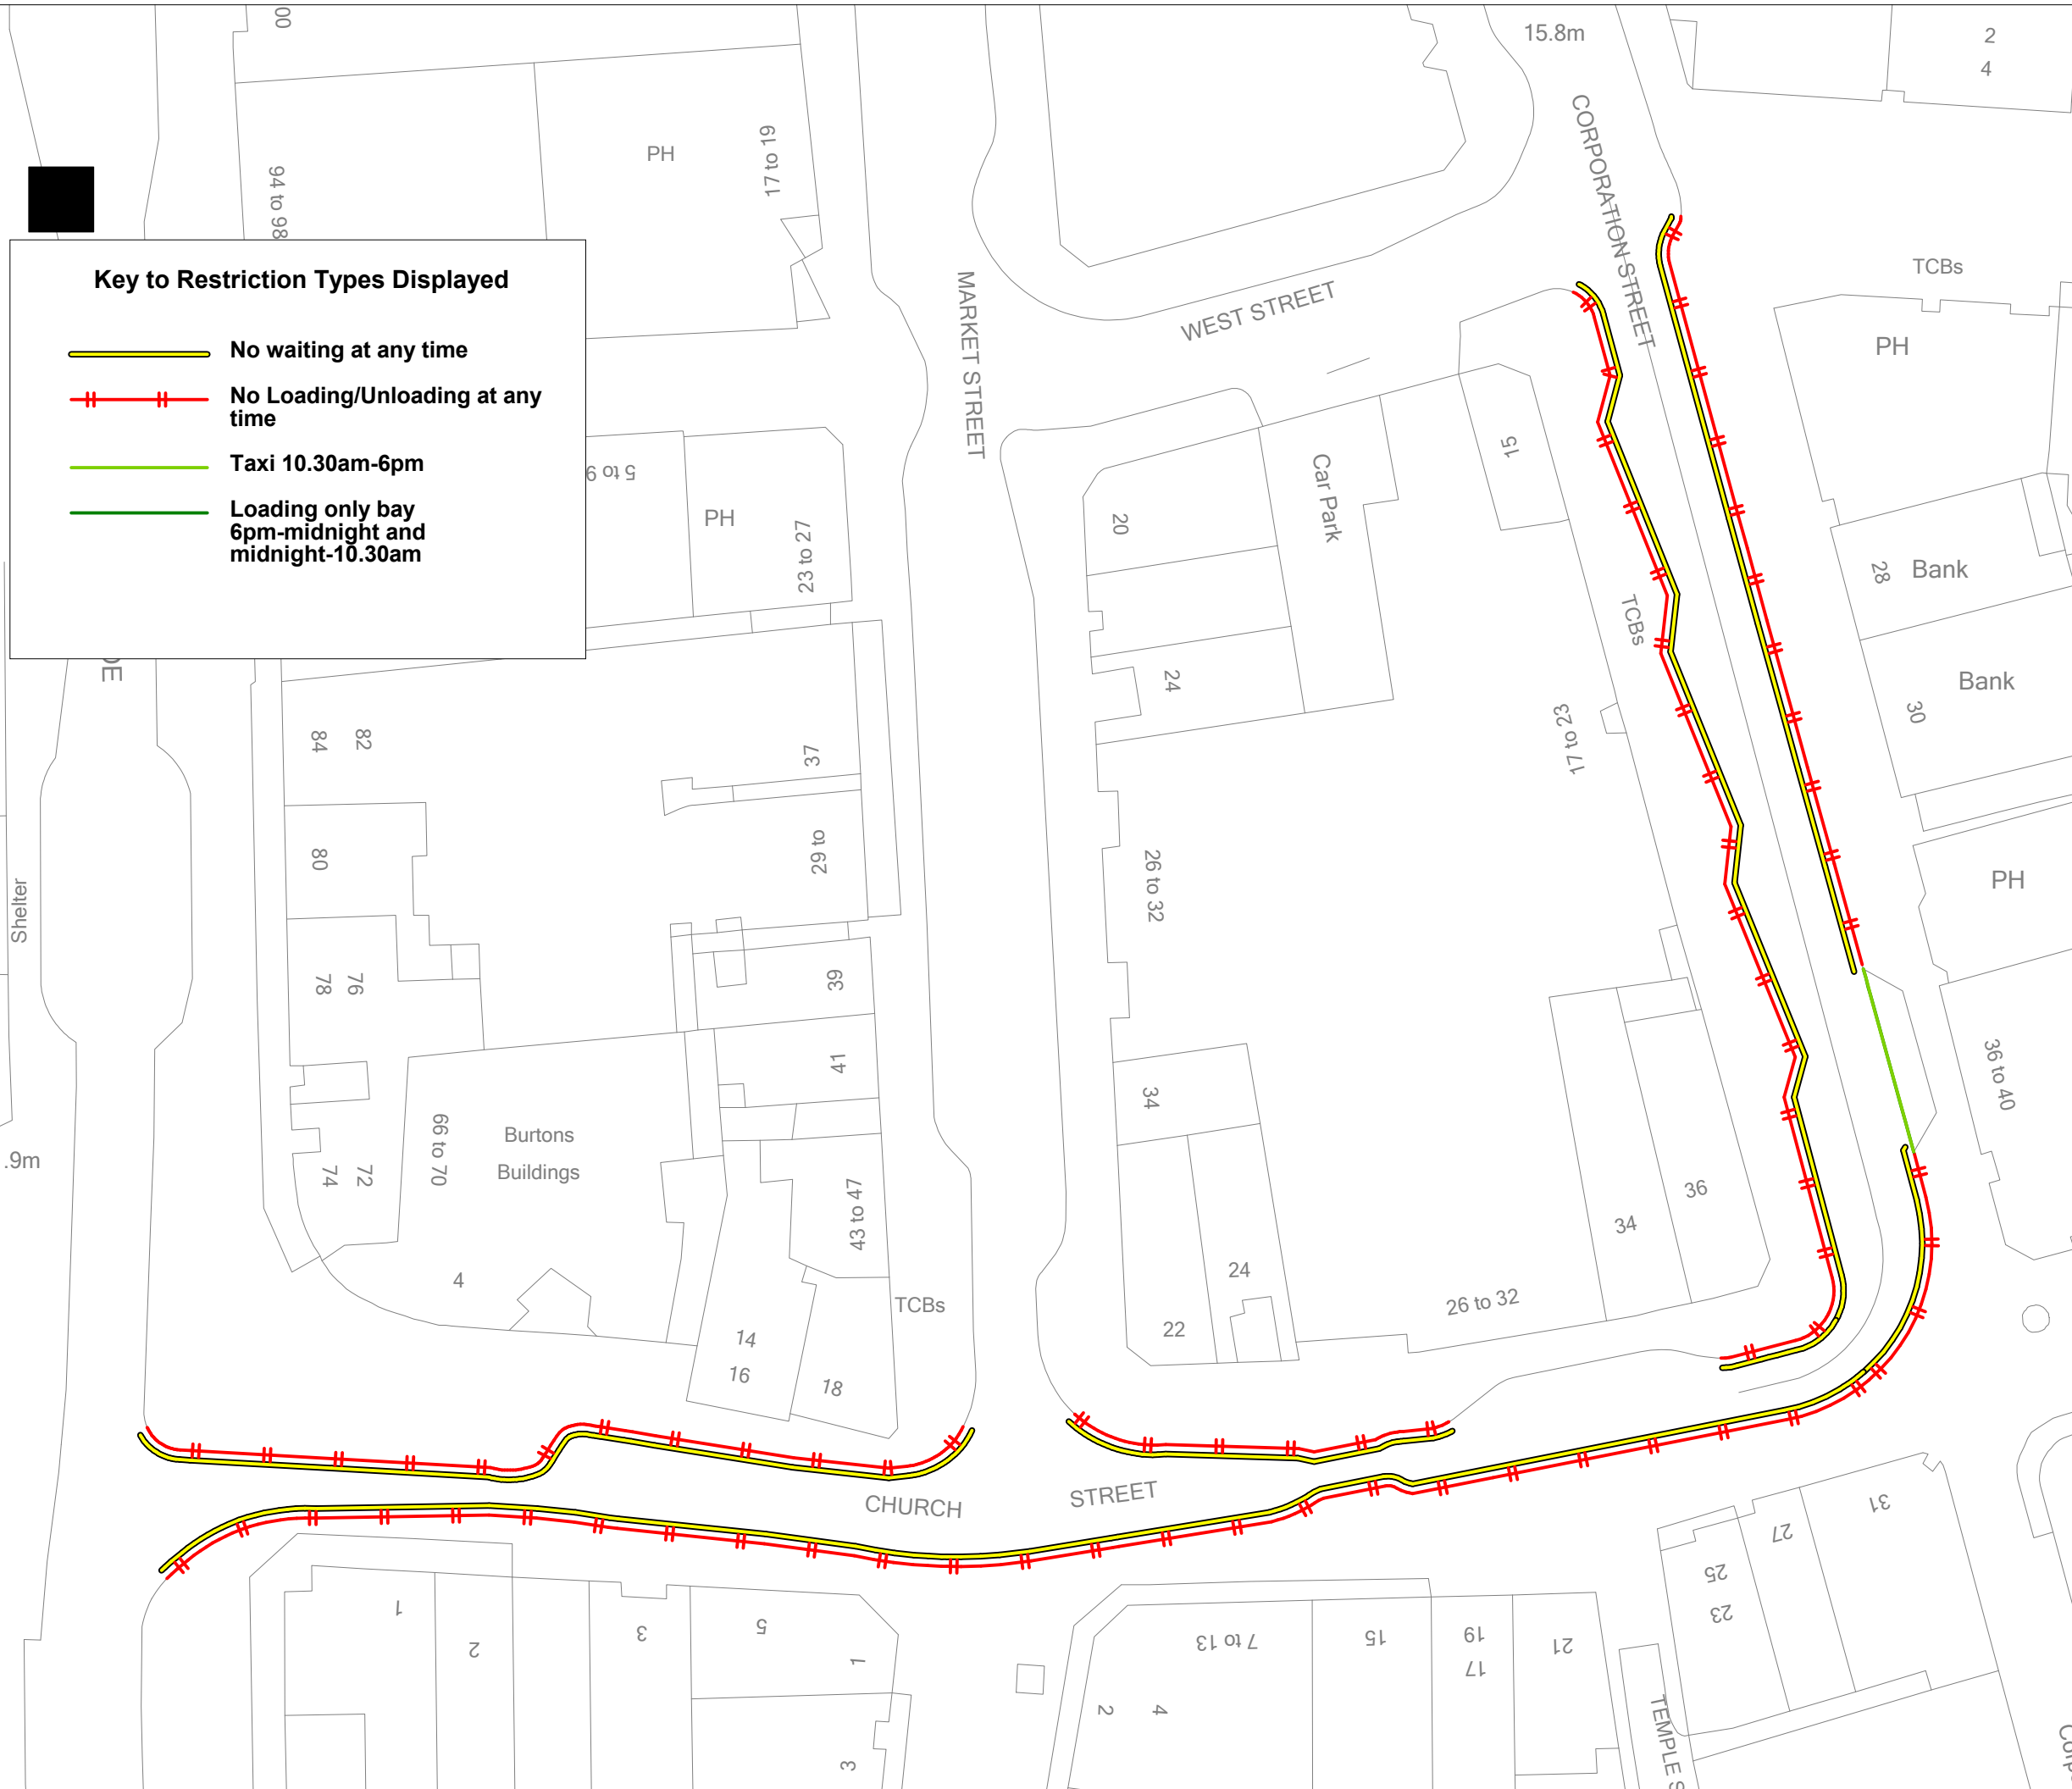 00
15.8m
2
4
94 to 98
PH
17 to 19
CORPORATION STREET
TCBs
Key to Restriction Types Displayed
No waiting at any time
No Loading/Unloading at any
time
Taxi 10.30am-6pm
Loading only bay
6pm-midnight and
midnight-10.30am
MARKET STREET
WEST STREET
PH
5 to 9
PH
23 to 27
20
Car Park
15
28
Bank
TCBs
24
30
Bank
84
82
37
17 to 23
80
29 to
26 to 32
PH
Shelter
78
76
39
41
34
36 to 40
.9m
74
72
66 to 70
Burtons
Buildings
43 to 47
36
34
4
24
TCBs
26 to 32
14
16
18
22
CHURCH
STREET
1
2
3
5
1
3
7 to 13
2
4
15
19
17
21
25
23
27
31
TEMPLE S